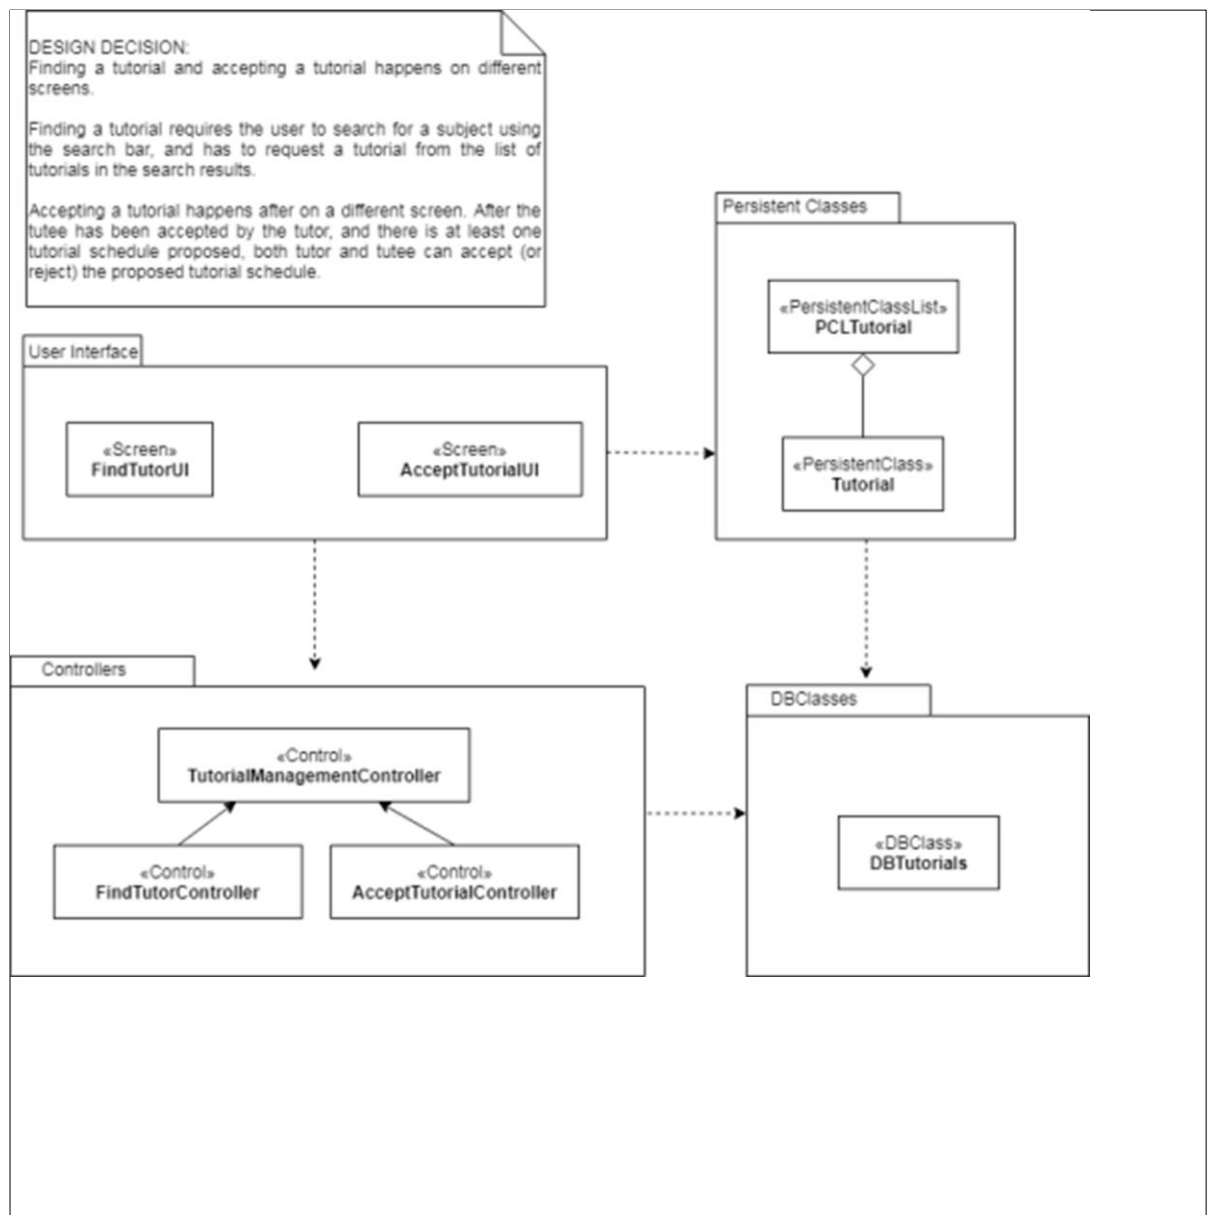 DESIGN DECISION:
Finding a tutorial and accepting a tutorial happens on different
screens.
Finding a tutorial requires the user to search for a subject using
the search bar, and has to request a tutorial from the list of
tutorials in the search results.
Accepting a tutorial happens after on a different screen. After the
tutee has been accepted by the tutor, and there is at least one
tutorial schedule proposed, both tutor and tutee can accept (or
reject) the proposed tutorial schedule.
Persistent Classes
«PersistentClassList»
PCLTutorial
«PersistentClass»
Tutorial
User Interface
«Screen»
FindTutorUI
«Screen»
AcceptTutorialUI
Controllers
«Control»
TutorialManagementController
«Control»
FindTutorController
«Control»
AcceptTutorialController
DBClasses
«DBClass»
DBTutorials